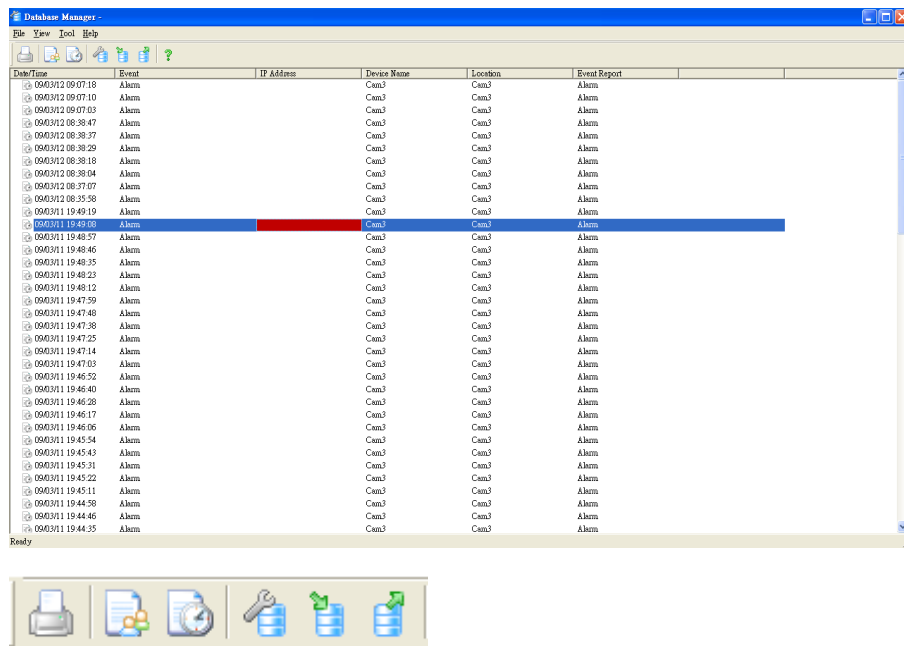 Database Manager -
File View Tool Help
Date/Time Event IP Address Device Name Location Event Report
09/03/12 09:07:18 Alarm Cam3 Cam3 Alarm
09/03/12 09:07:10 Alarm Cam3 Cam3 Alarm
09/03/12 09:07:03 Alarm Cam3 Cam3 Alarm
09/03/12 08:38:47 Alarm Cam3 Cam3 Alarm
09/03/12 08:38:37 Alarm Cam3 Cam3 Alarm
09/03/12 08:38:29 Alarm Cam3 Cam3 Alarm
09/03/12 08:38:18 Alarm Cam3 Cam3 Alarm
09/03/12 08:38:04 Alarm Cam3 Cam3 Alarm
09/03/12 08:37:07 Alarm Cam3 Cam3 Alarm
09/03/12 08:35:58 Alarm Cam3 Cam3 Alarm
09/03/11 19:49:19 Alarm Cam3 Cam3 Alarm
09/03/11 19:49:08 Alarm Cam3 Cam3 Alarm
09/03/11 19:48:57 Alarm Cam3 Cam3 Alarm
09/03/11 19:48:46 Alarm Cam3 Cam3 Alarm
09/03/11 19:48:35 Alarm Cam3 Cam3 Alarm
09/03/11 19:48:23 Alarm Cam3 Cam3 Alarm
09/03/11 19:48:12 Alarm Cam3 Cam3 Alarm
09/03/11 19:47:59 Alarm Cam3 Cam3 Alarm
09/03/11 19:47:48 Alarm Cam3 Cam3 Alarm
09/03/11 19:47:38 Alarm Cam3 Cam3 Alarm
09/03/11 19:47:25 Alarm Cam3 Cam3 Alarm
09/03/11 19:47:14 Alarm Cam3 Cam3 Alarm
09/03/11 19:47:03 Alarm Cam3 Cam3 Alarm
09/03/11 19:46:52 Alarm Cam3 Cam3 Alarm
09/03/11 19:46:40 Alarm Cam3 Cam3 Alarm
09/03/11 19:46:28 Alarm Cam3 Cam3 Alarm
09/03/11 19:46:17 Alarm Cam3 Cam3 Alarm
09/03/11 19:46:06 Alarm Cam3 Cam3 Alarm
09/03/11 19:45:54 Alarm Cam3 Cam3 Alarm
09/03/11 19:45:43 Alarm Cam3 Cam3 Alarm
09/03/11 19:45:31 Alarm Cam3 Cam3 Alarm
09/03/11 19:45:22 Alarm Cam3 Cam3 Alarm
09/03/11 19:45:11 Alarm Cam3 Cam3 Alarm
09/03/11 19:44:58 Alarm Cam3 Cam3 Alarm
09/03/11 19:44:46 Alarm Cam3 Cam3 Alarm
09/03/11 19:44:35 Alarm Cam3 Cam3 Alarm
Ready